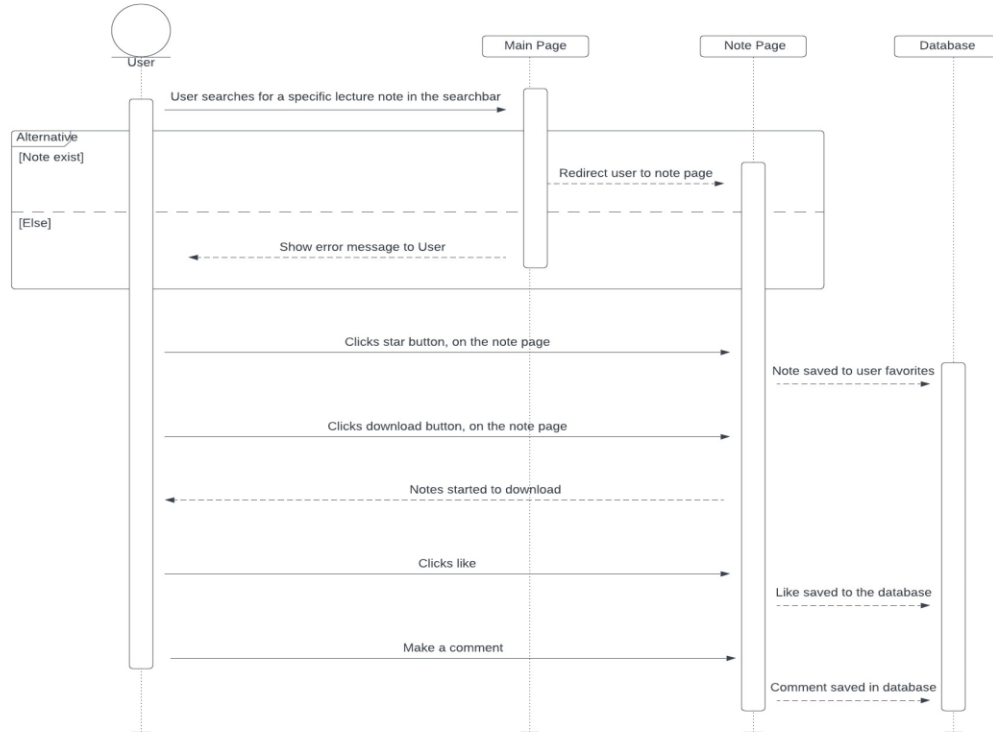 User
Main Page
Note Page
Database
User searches for a specific lecture note in the searchbar
Alternative
[Note exist]
Redirect user to note page
[Else]
Show error message to User
Clicks star button, on the note page
Note saved to user favorites
Clicks download button, on the note page
Notes started to download
Clicks like
Like saved to the database
Make a comment
Comment saved in database